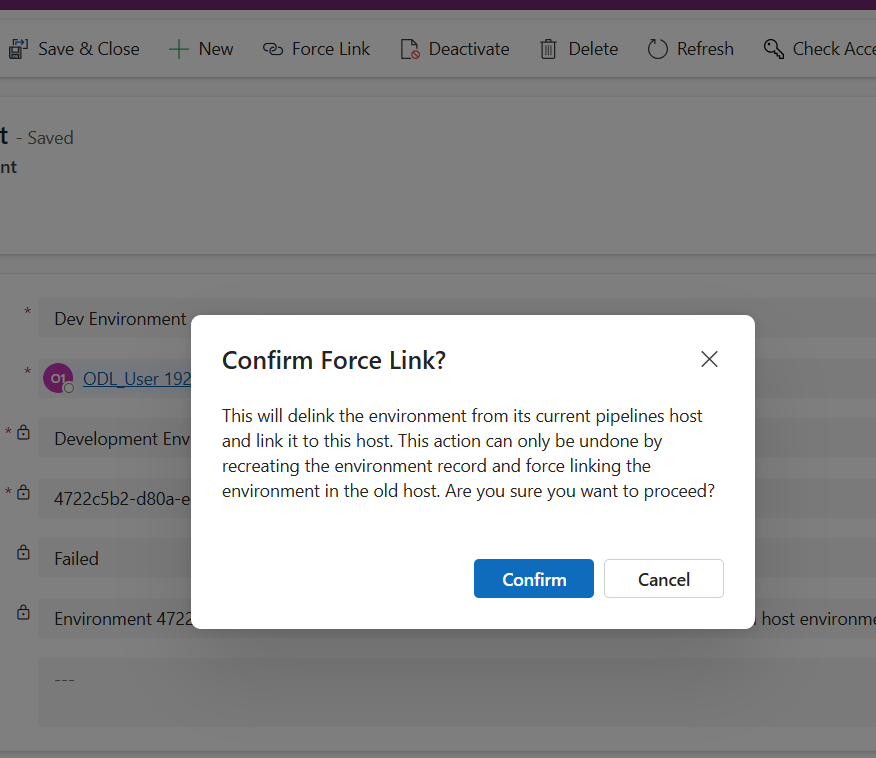 Save & Close New Force Link Deactivate Delete Refresh Check Acce
t - Saved
nt
* Dev Environment
* O1 ODL_User 192
* Development Env
* 4722c5b2-d80a-e
Failed
Environment 4722 host environme
---
Confirm Force Link?
This will delink the environment from its current pipelines host
and link it to this host. This action can only be undone by
recreating the environment record and force linking the
environment in the old host. Are you sure you want to proceed?
Confirm Cancel